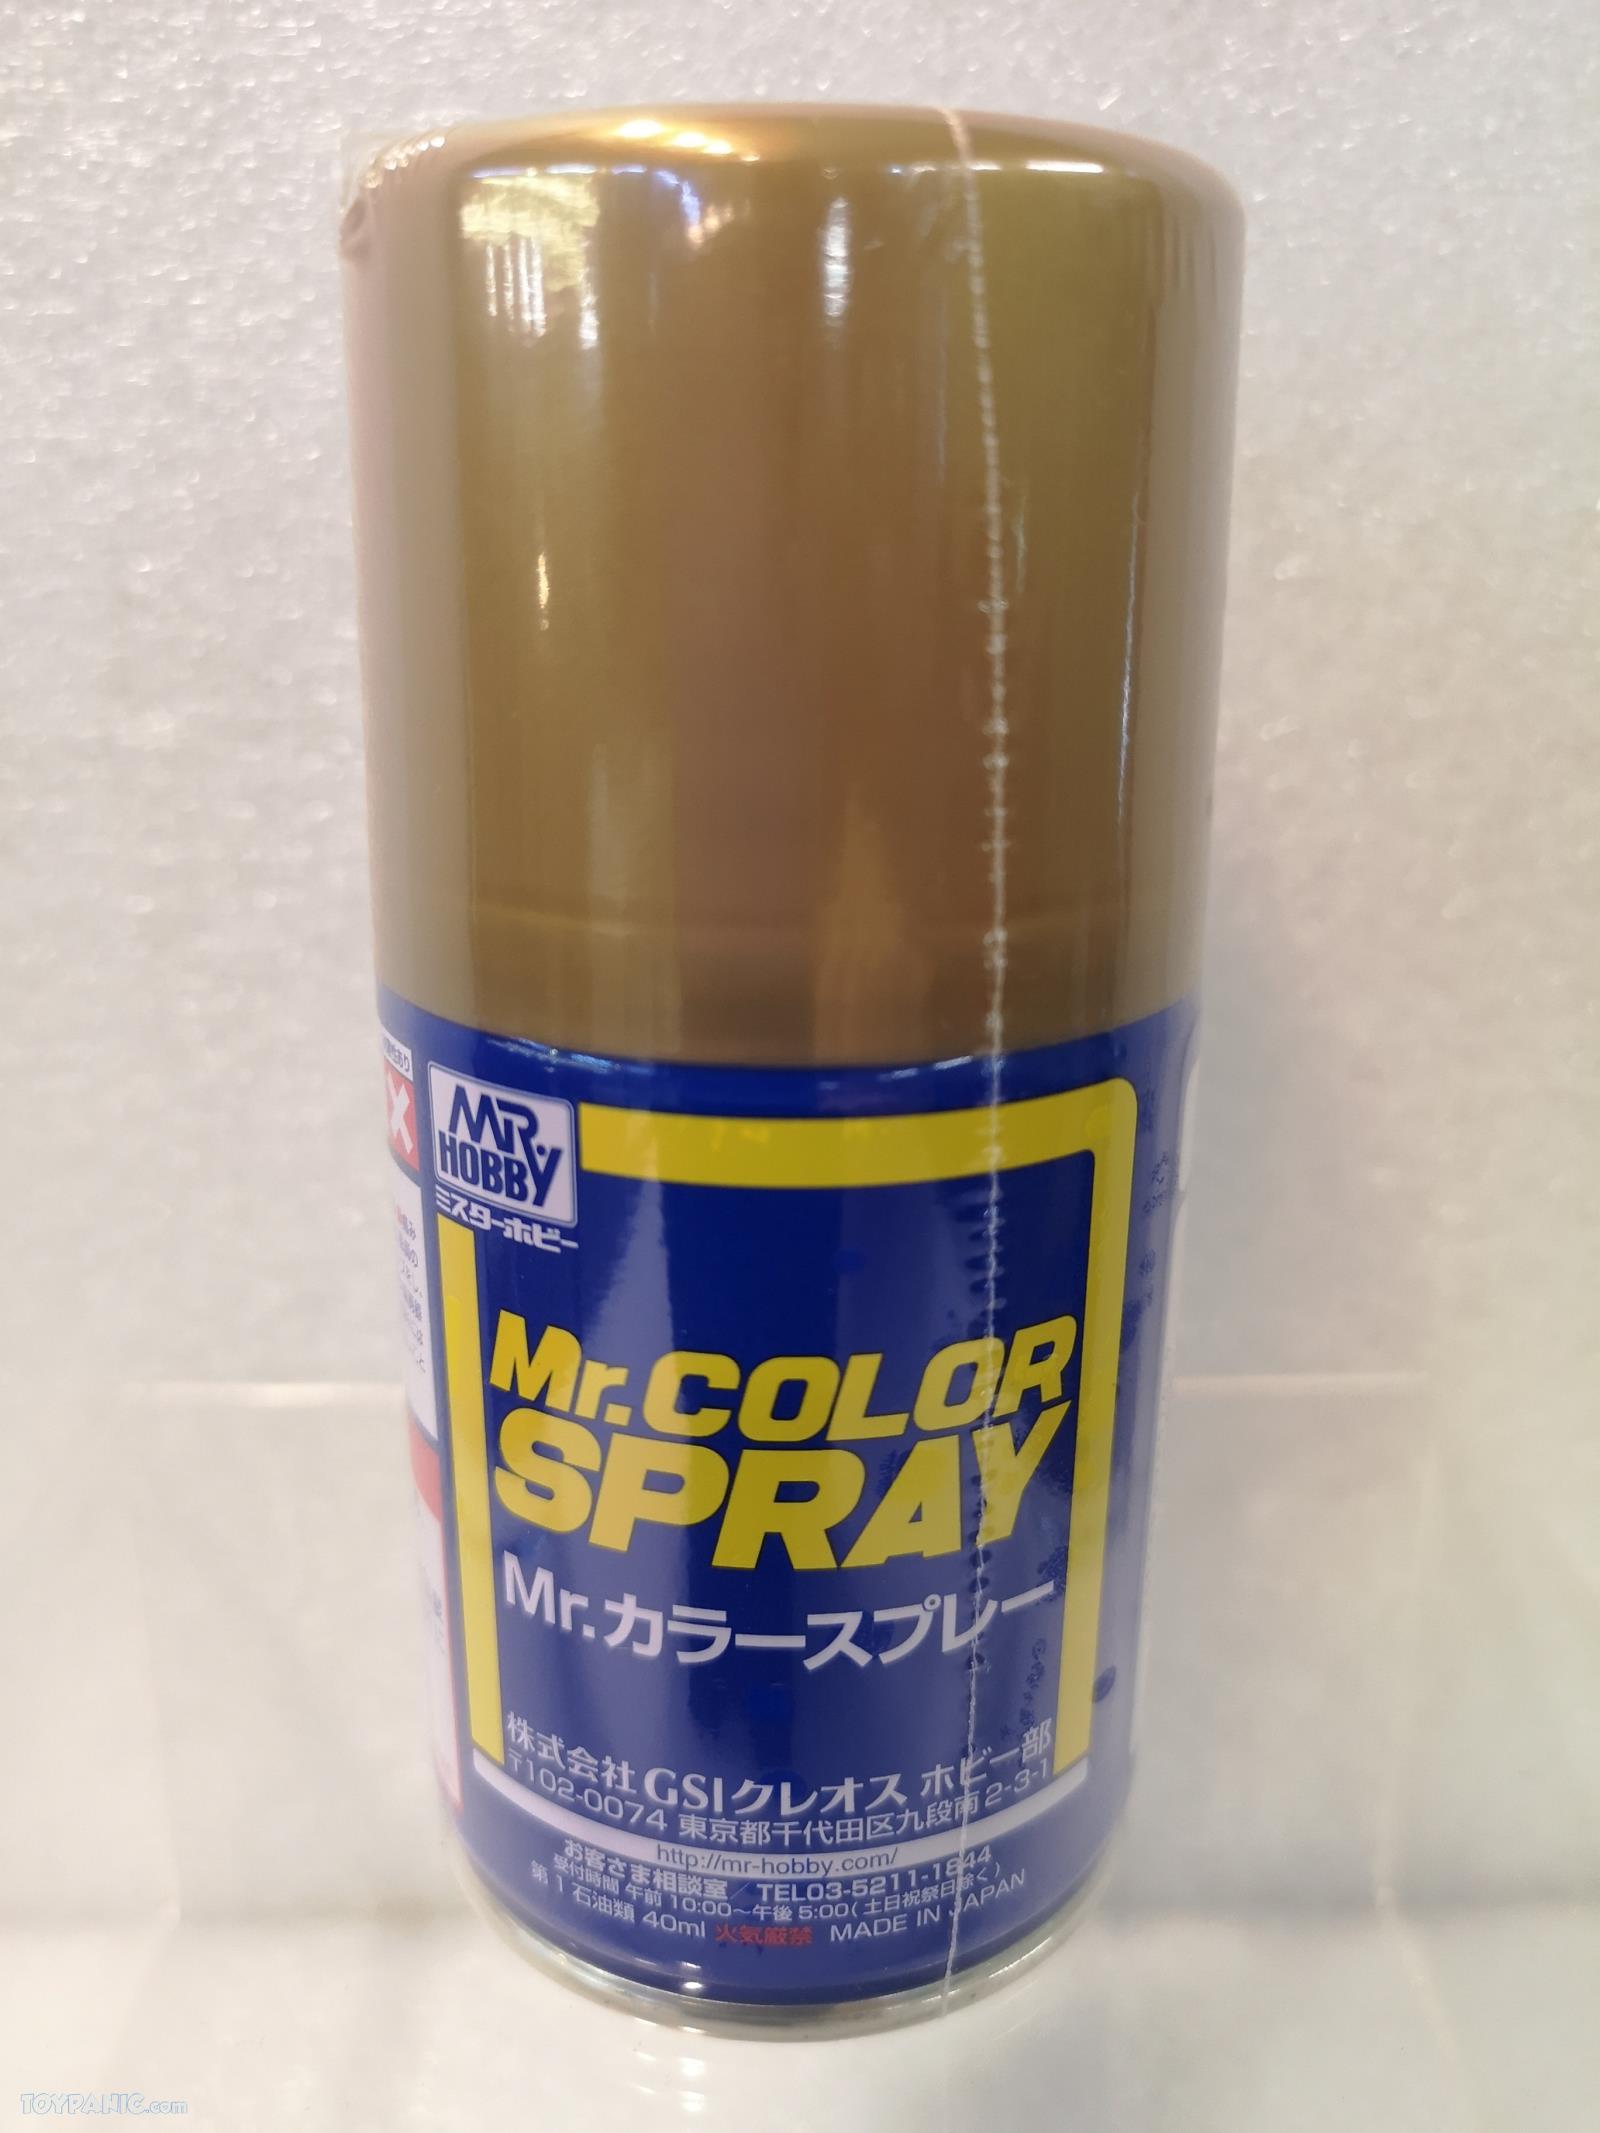 MR.
HOBBY
ミスターホビー
Mr.COLOR
SPRAY
Mr.カラースプレー
株式会社 GSIクレオス ホビー部
〒102-0074 東京都千代田区九段南2-3-1
http://mr-hobby.com/
お客さま相談室/TEL03-5211-1844
受付時間 午前10:00〜午後5:00(土日祝祭日除く)
第1石油類 40ml 火気厳禁 MADE IN JAPAN
TOYPANIC.com